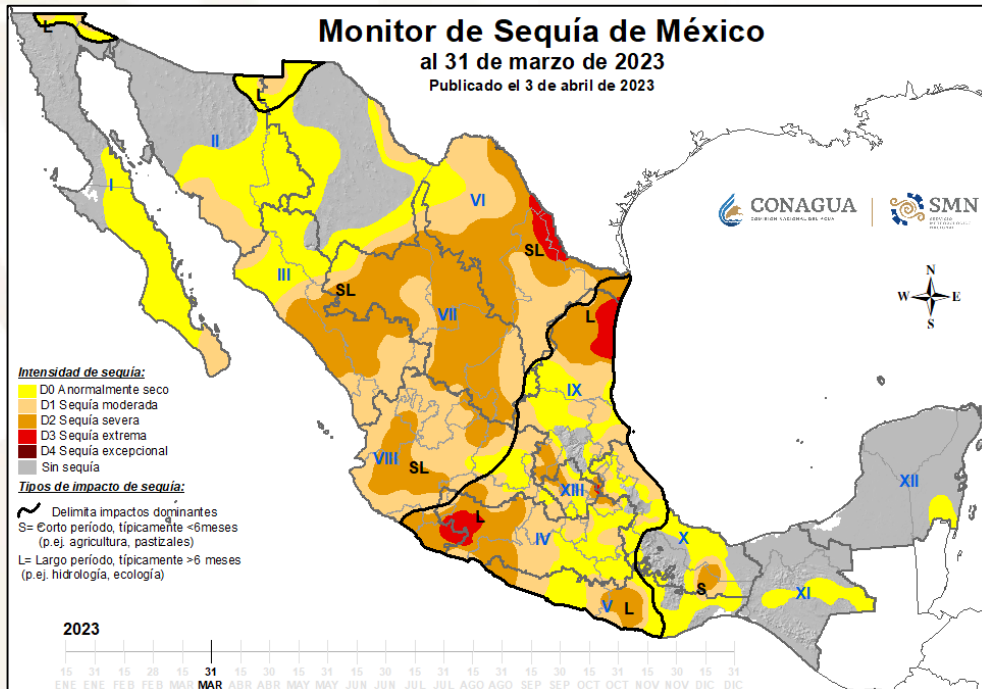 Monitor de Sequía de México
al 31 de marzo de 2023
Publicado el 3 de abril de 2023
L
L
II
I
VI
CONAGUA
COMISIÓN NACIONAL DEL AGUA
SMN
SL
III
SL
N
W E
S
VII
L
IX
Intensidad de sequía:
D0 Anormalmente seco
D1 Sequía moderada
D2 Sequía severa
D3 Sequía extrema
D4 Sequía excepcional
Sin sequía
VIII
SL
XIII
XII
Tipos de impacto de sequía:
Delimita impactos dominantes
S= Corto período, típicamente <6meses
(p.ej. agricultura, pastizales)
L= Largo período, típicamente >6 meses
(p.ej. hidrología, ecología)
L
IV
X
S
XI
V
L
2023
15 31 15 28 15 31 15 30 15 31 15 30 15 31 15 31 15 30 15 31 15 30 15 31
ENE ENE FEB FEB MAR MAR ABR ABR MAY MAY JUN JUN JUL JUL AGO AGO SEP SEP OCT OCT NOV NOV DIC DIC